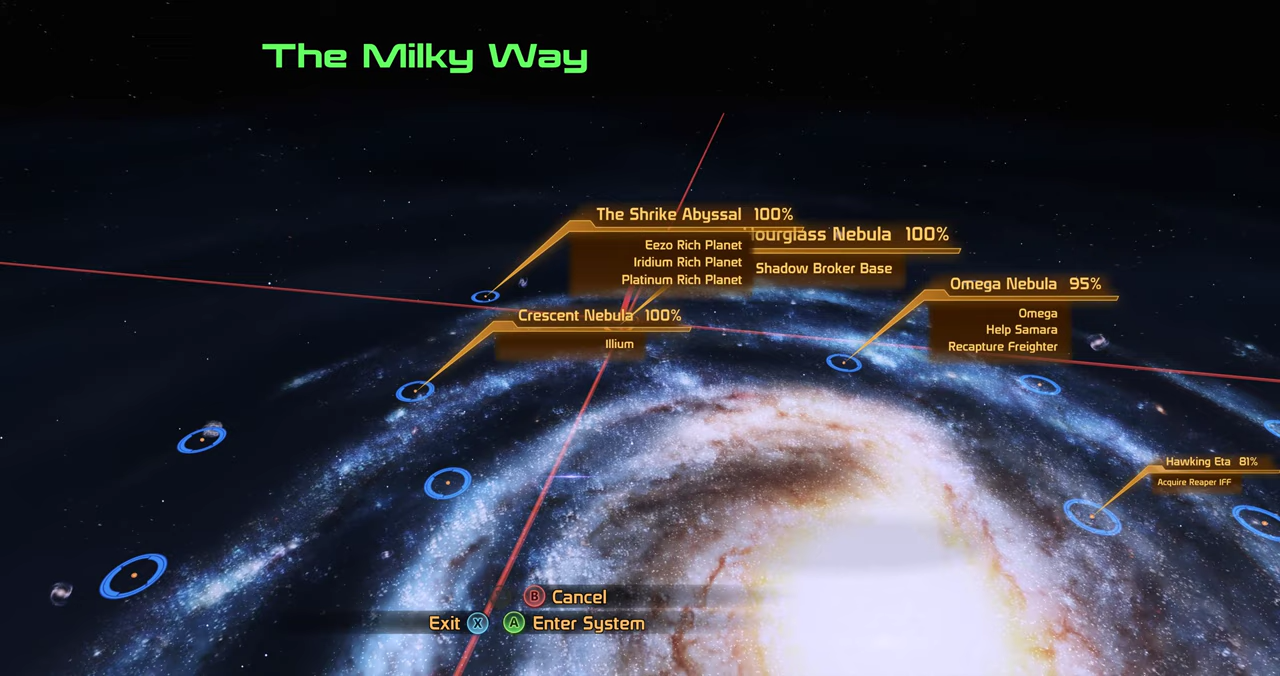 The Milky Way
The Shrike Abyssal 100%
Eezo Rich Planet
Iridium Rich Planet
Platinum Rich Planet
Hourglass Nebula 100%
Shadow Broker Base
Omega Nebula 95%
Omega
Help Samara
Recapture Freighter
Crescent Nebula 100%
Illium
Hawking Eta 81%
Acquire Reaper IFF
B Cancel
Exit X A Enter System